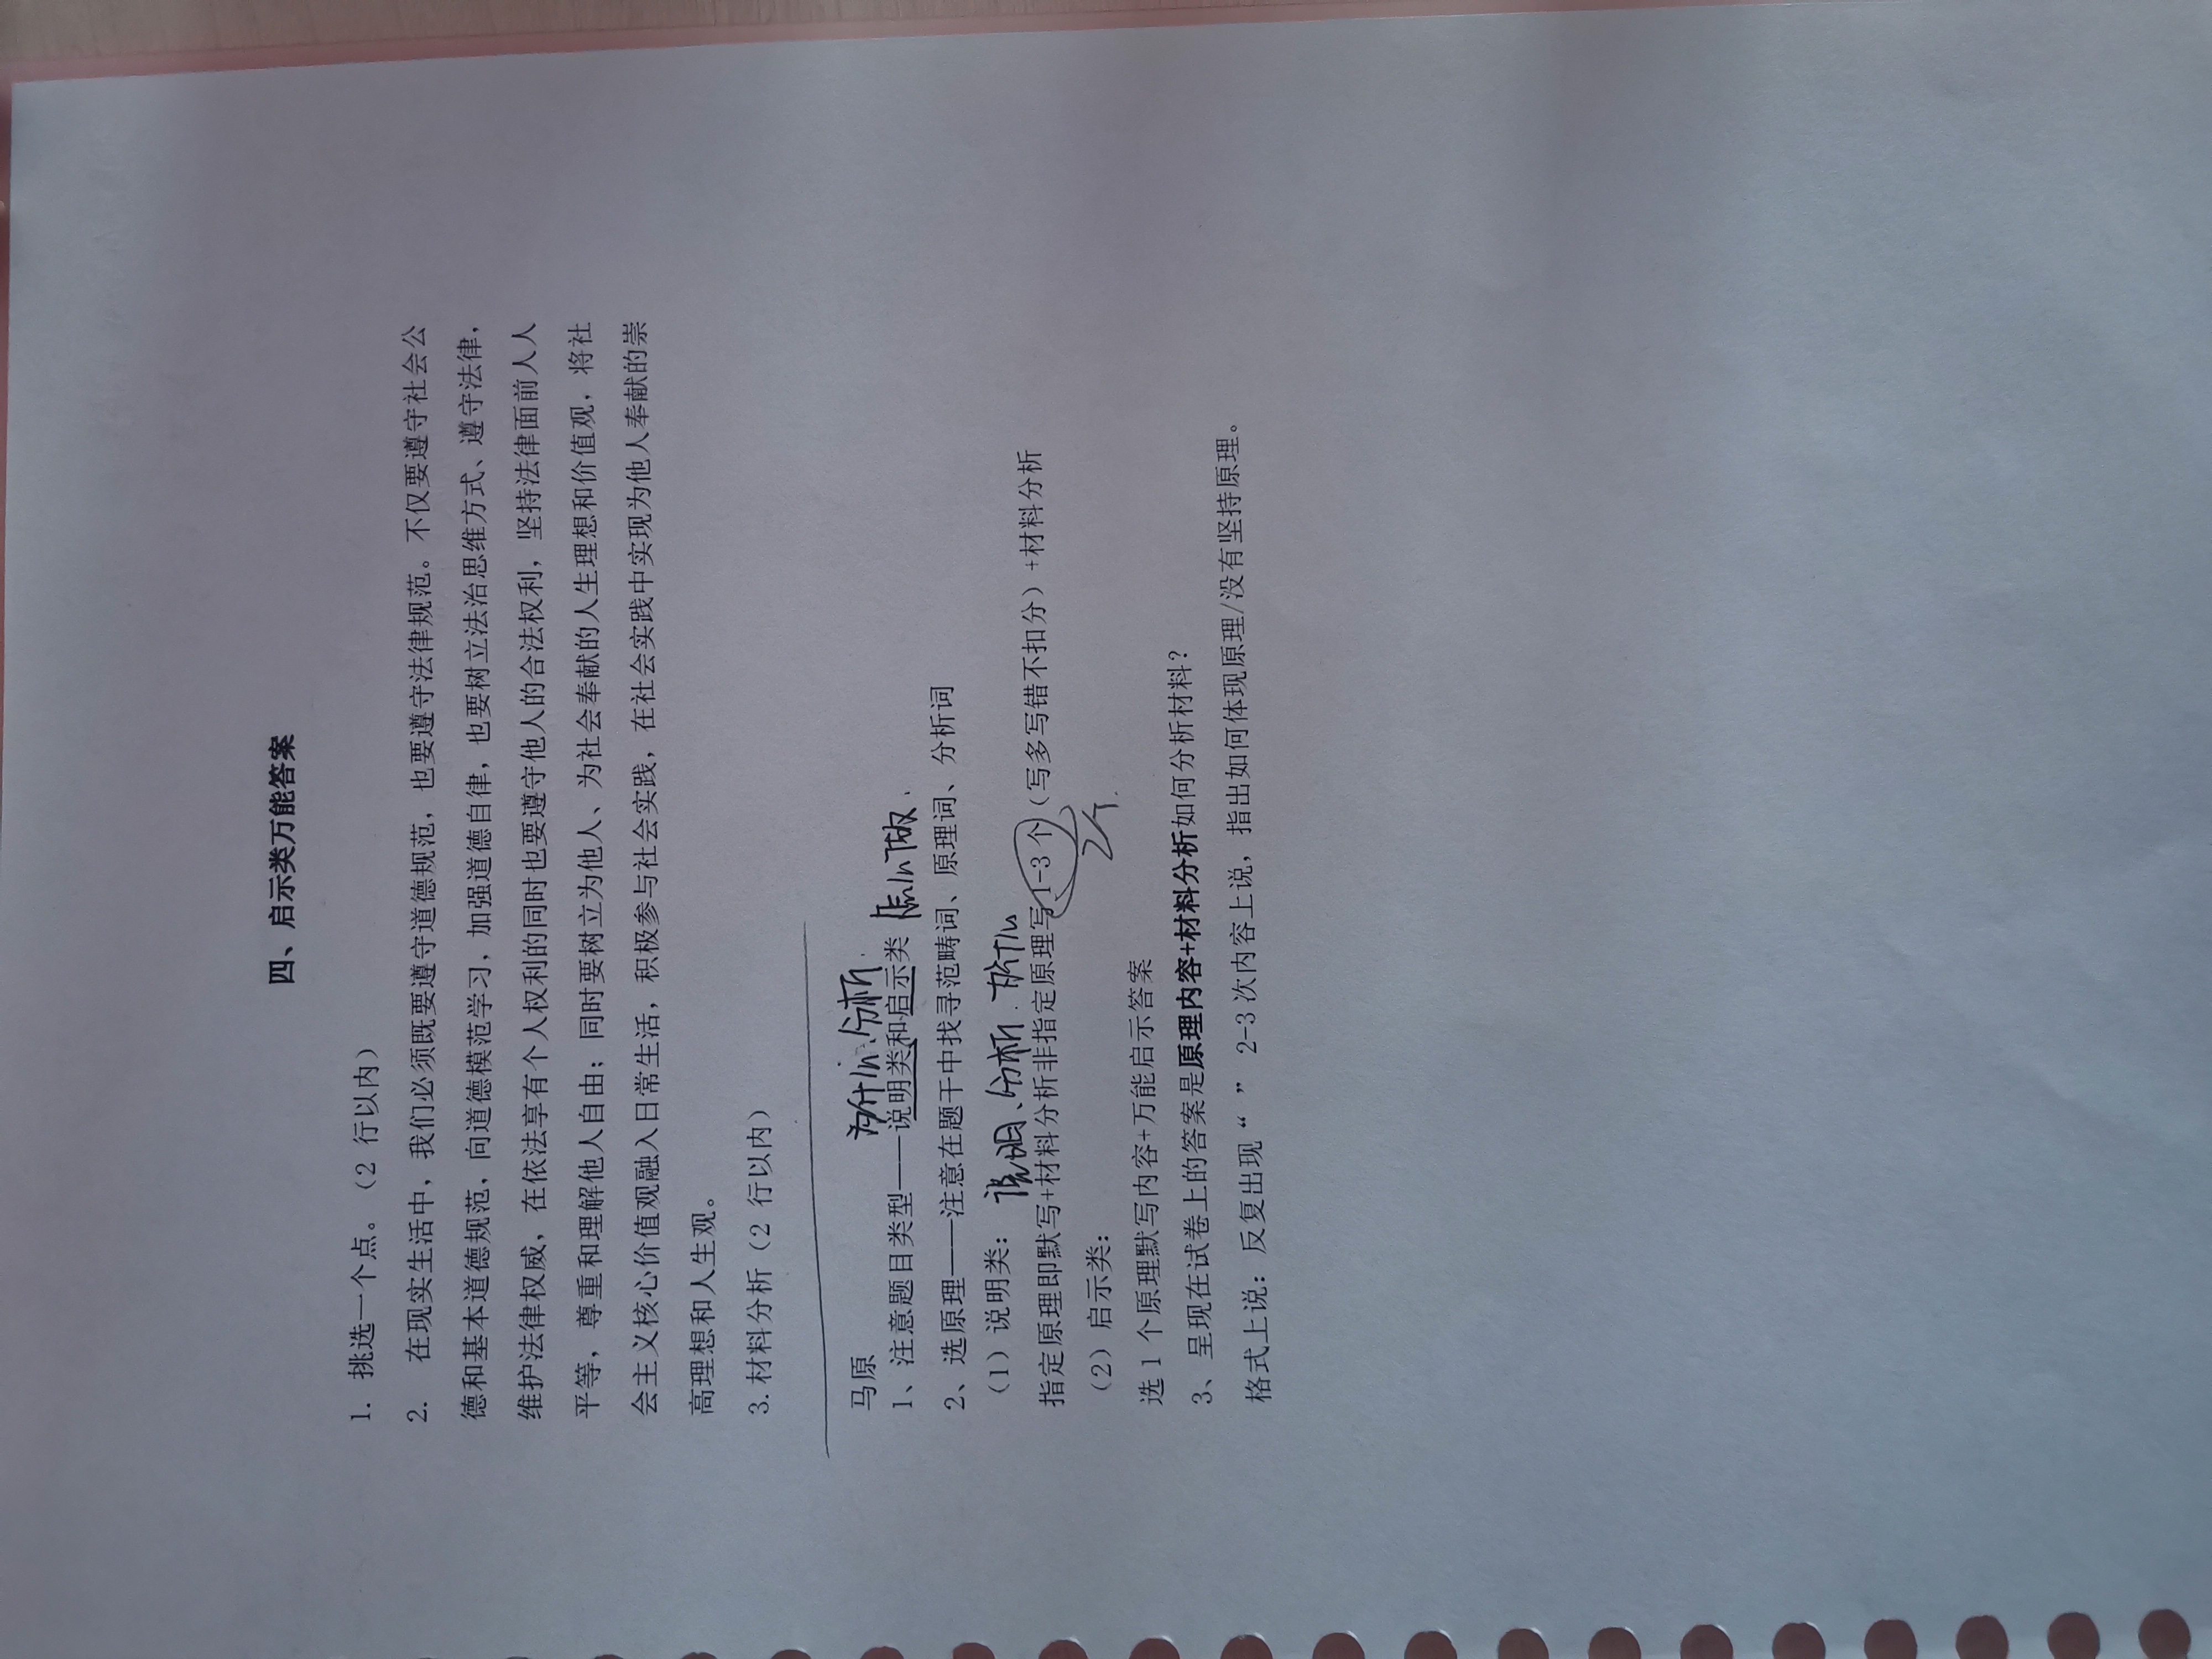 四、启示类万能答案
1. 挑选一个点。（2 行以内）
2. 在现实生活中，我们必须既要遵守道德规范，也要遵守法律规范。不仅要遵守社会公
德和基本道德规范，向道德模范学习，加强道德自律，也要树立法治思维方式、遵守法律，
维护法律权威，在依法享有个人权利的同时也要遵守他人的合法权利，坚持法律面前人人
平等，尊重和理解他人自由；同时要树立为他人、为社会奉献的人生理想和价值观，将社
会主义核心价值观融入日常生活，积极参与社会实践，在社会实践中实现为他人奉献的崇
高理想和人生观。
3. 材料分析（2 行以内）
马原
为什么.分析.
1、注意题目类型——说明类和启示类 怎么做.
2、选原理——注意在题干中找寻范畴词、原理词、分析词
（1）说明类： 说明、分析. 为什么
指定原理即默写+材料分析非指定原理写 1-3 个（写多写错不扣分）+材料分析
2个.
（2）启示类：
选 1 个原理默写内容+万能启示答案
3、呈现在试卷上的答案是原理内容+材料分析如何分析材料？
格式上说：反复出现“ ” 2-3 次内容上说，指出如何体现原理/没有坚持原理。